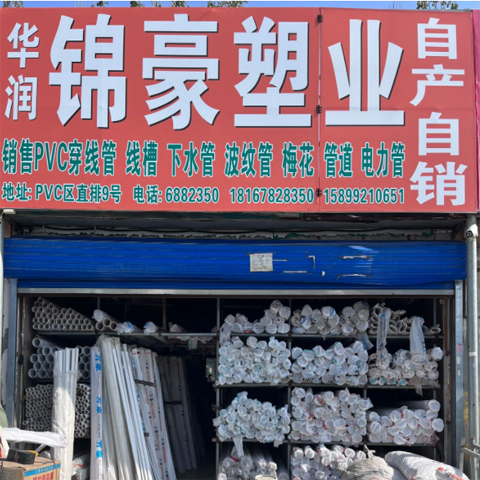 华润
锦豪塑业
自产自销
销售PVC穿线管 线槽 下水管 波纹管 梅花 管道 电力管
地址: PVC区直排9号 电话: 6882350 18167828350 15899210651